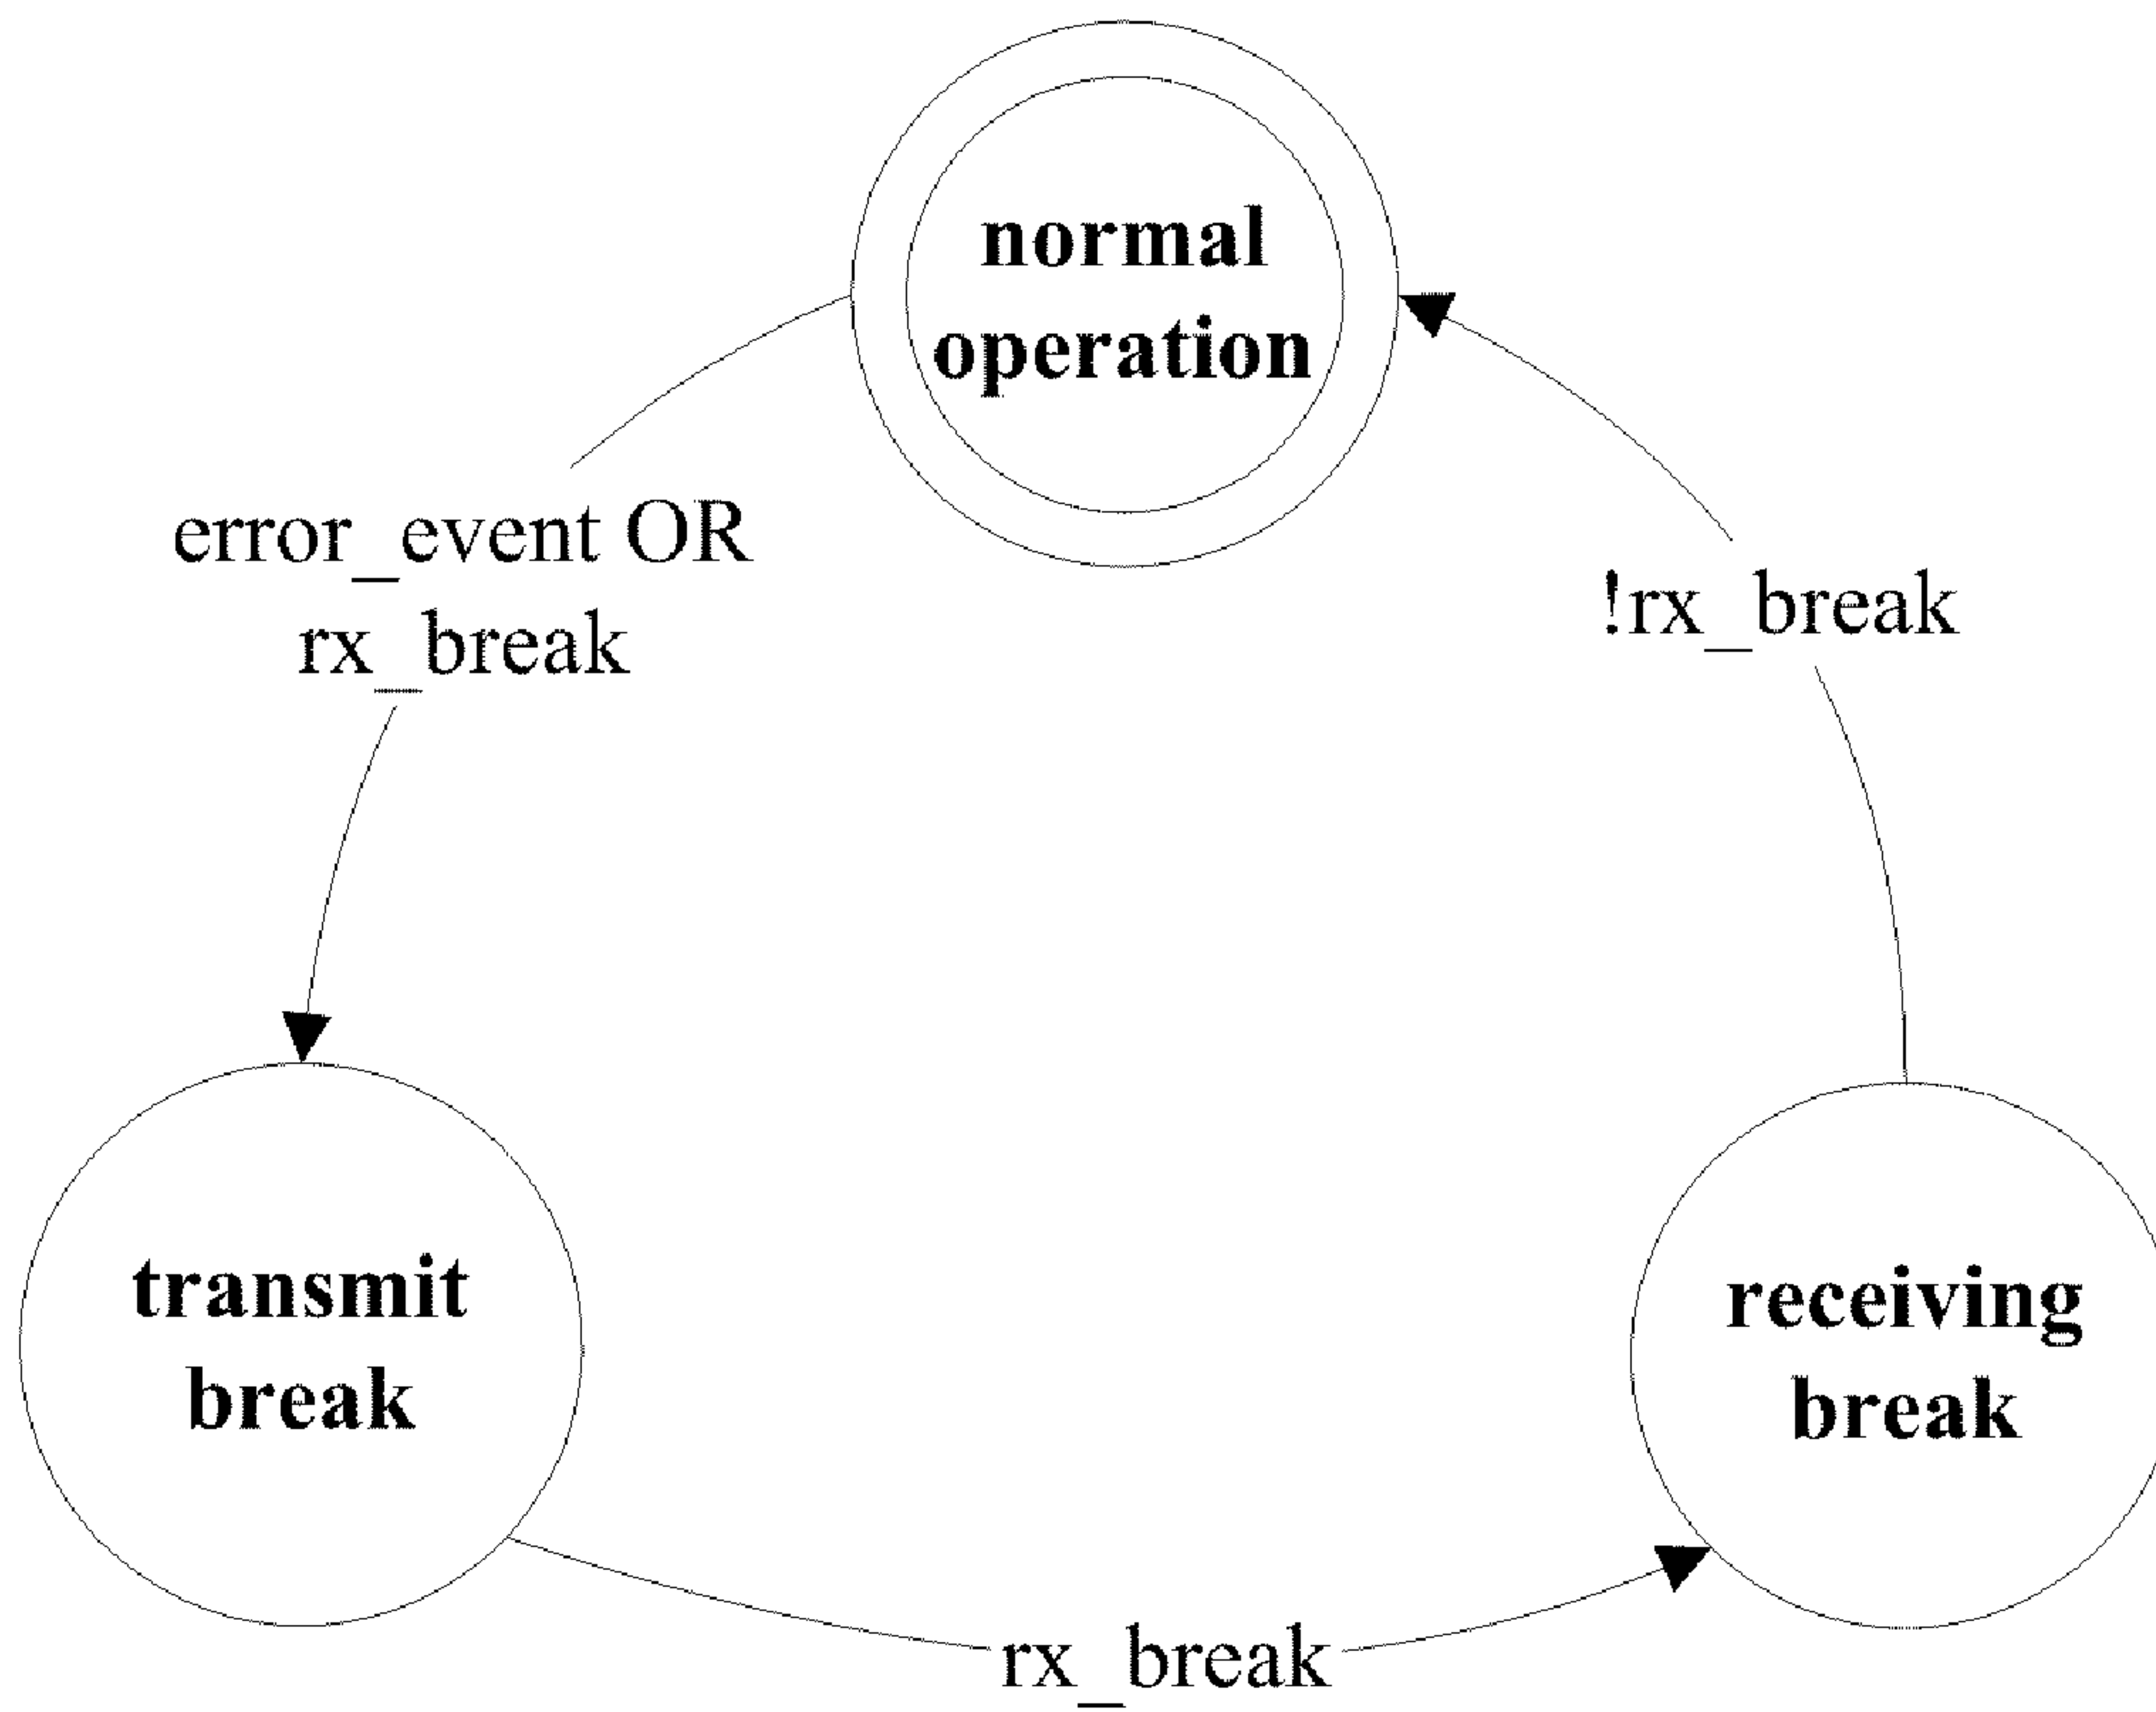 normal
operation
error_event OR
rx_break
!rx_break
transmit
break
receiving
break
rx_break